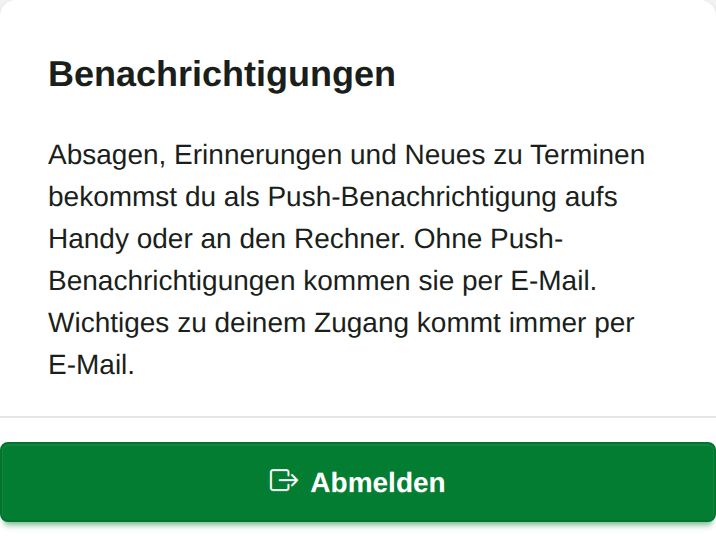 Benachrichtigungen
Absagen, Erinnerungen und Neues zu Terminen
bekommst du als Push-Benachrichtigung aufs
Handy oder an den Rechner. Ohne Push-
Benachrichtigungen kommen sie per E-Mail.
Wichtiges zu deinem Zugang kommt immer per
E-Mail.
Abmelden